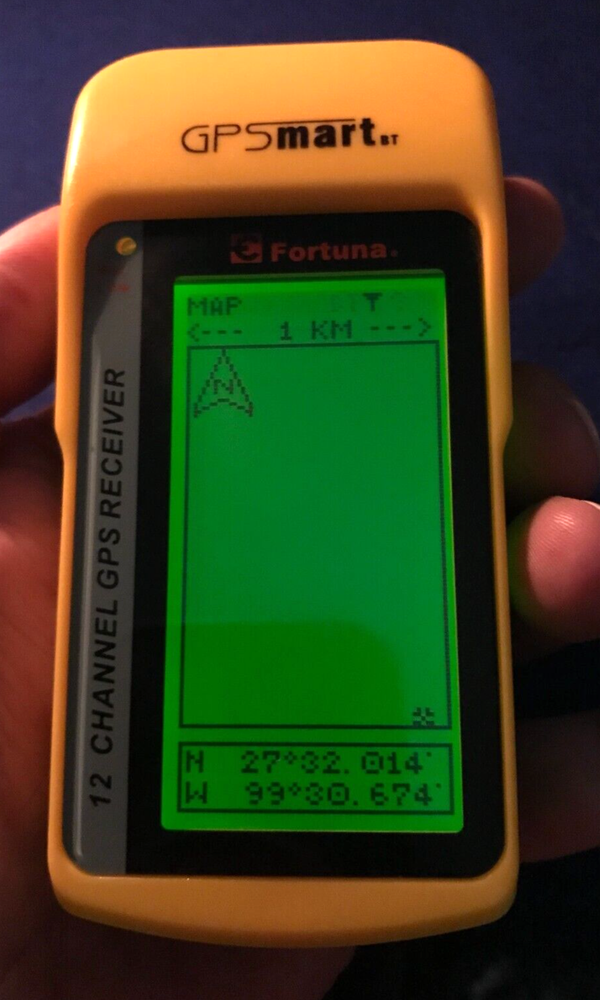 GPSmart BT
Fortuna
12 CHANNEL GPS RECEIVER
MAP
<--- 1 KM --->
N
N 27°32.014'
W 99°30.674'